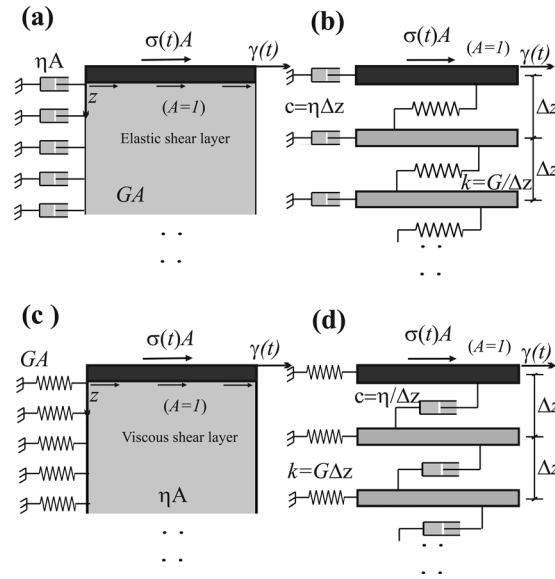 (a)
σ(t)A
γ(t)
ηA
z
(A=1)
Elastic shear layer
GA
(b)
σ(t)A
(A=1)
γ(t)
c=ηΔz
Δz
k=G/Δz
Δz
(c )
σ(t)A
γ(t)
GA
z
(A=1)
Viscous shear layer
ηA
(d)
σ(t)A
(A=1)
γ(t)
c=η/Δz
Δz
k=GΔz
Δz